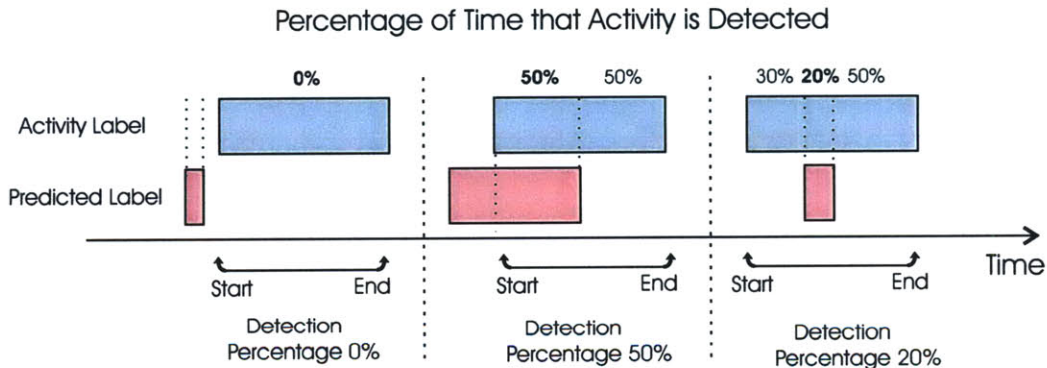 Percentage of Time that Activity is Detected
0% 50% 50% 30% 20% 50%
Activity Label
Predicted Label
Time
Start End Start End Start End
Detection
Percentage 0%
Detection
Percentage 50%
Detection
Percentage 20%